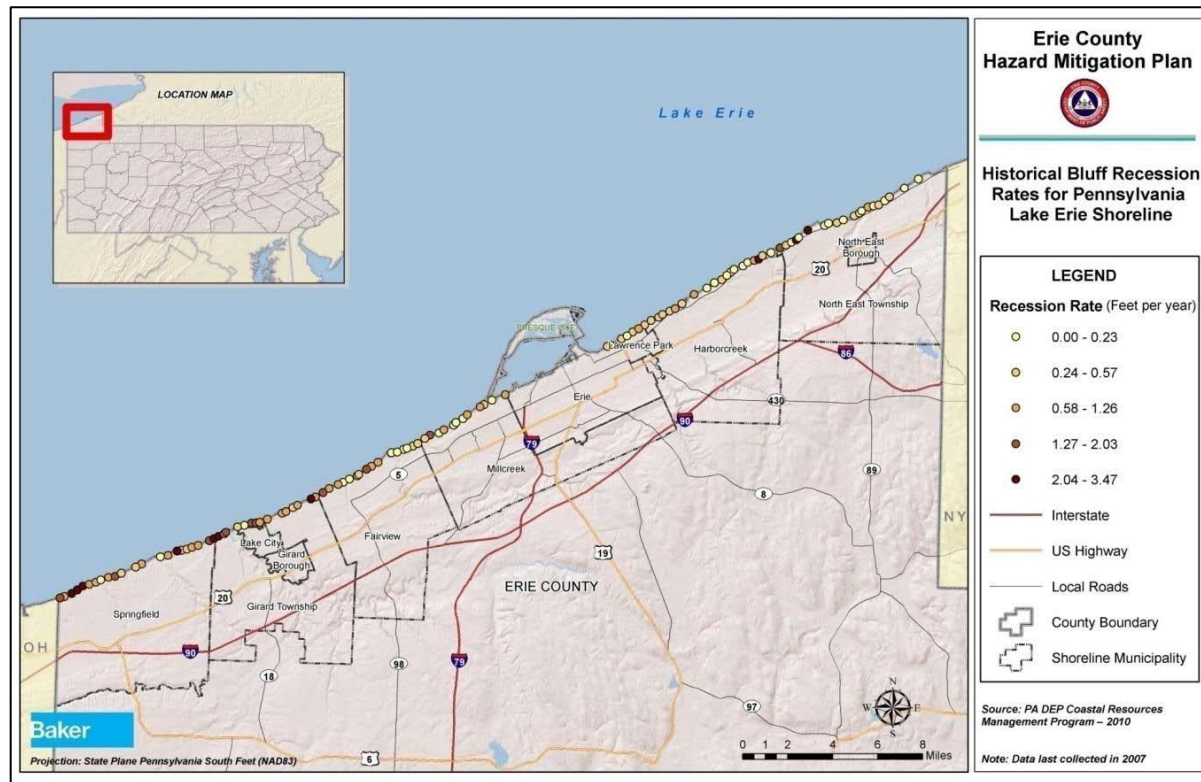 LOCATION MAP
Lake Erie
PRESQUE ISLE
North East
Borough
20
North East Township
Lawrence Park
Harborcreek
86
Erie
430
90
79
5
Millcreek
89
8
NY
Lake City
Girard
Borough
Fairview
19
ERIE COUNTY
20
Springfield
Girard Township
OH
90
18
98
79
97
6
N
W E
S
0 1 2 4 6 8
Miles
Baker
Projection: State Plane Pennsylvania South Feet (NAD83)
Erie County
Hazard Mitigation Plan
ERIE COUNTY
Historical Bluff Recession
Rates for Pennsylvania
Lake Erie Shoreline
LEGEND
Recession Rate (Feet per year)
0.00 - 0.23
0.24 - 0.57
0.58 - 1.26
1.27 - 2.03
2.04 - 3.47
Interstate
US Highway
Local Roads
County Boundary
Shoreline Municipality
Source: PA DEP Coastal Resources
Management Program – 2010
Note: Data last collected in 2007